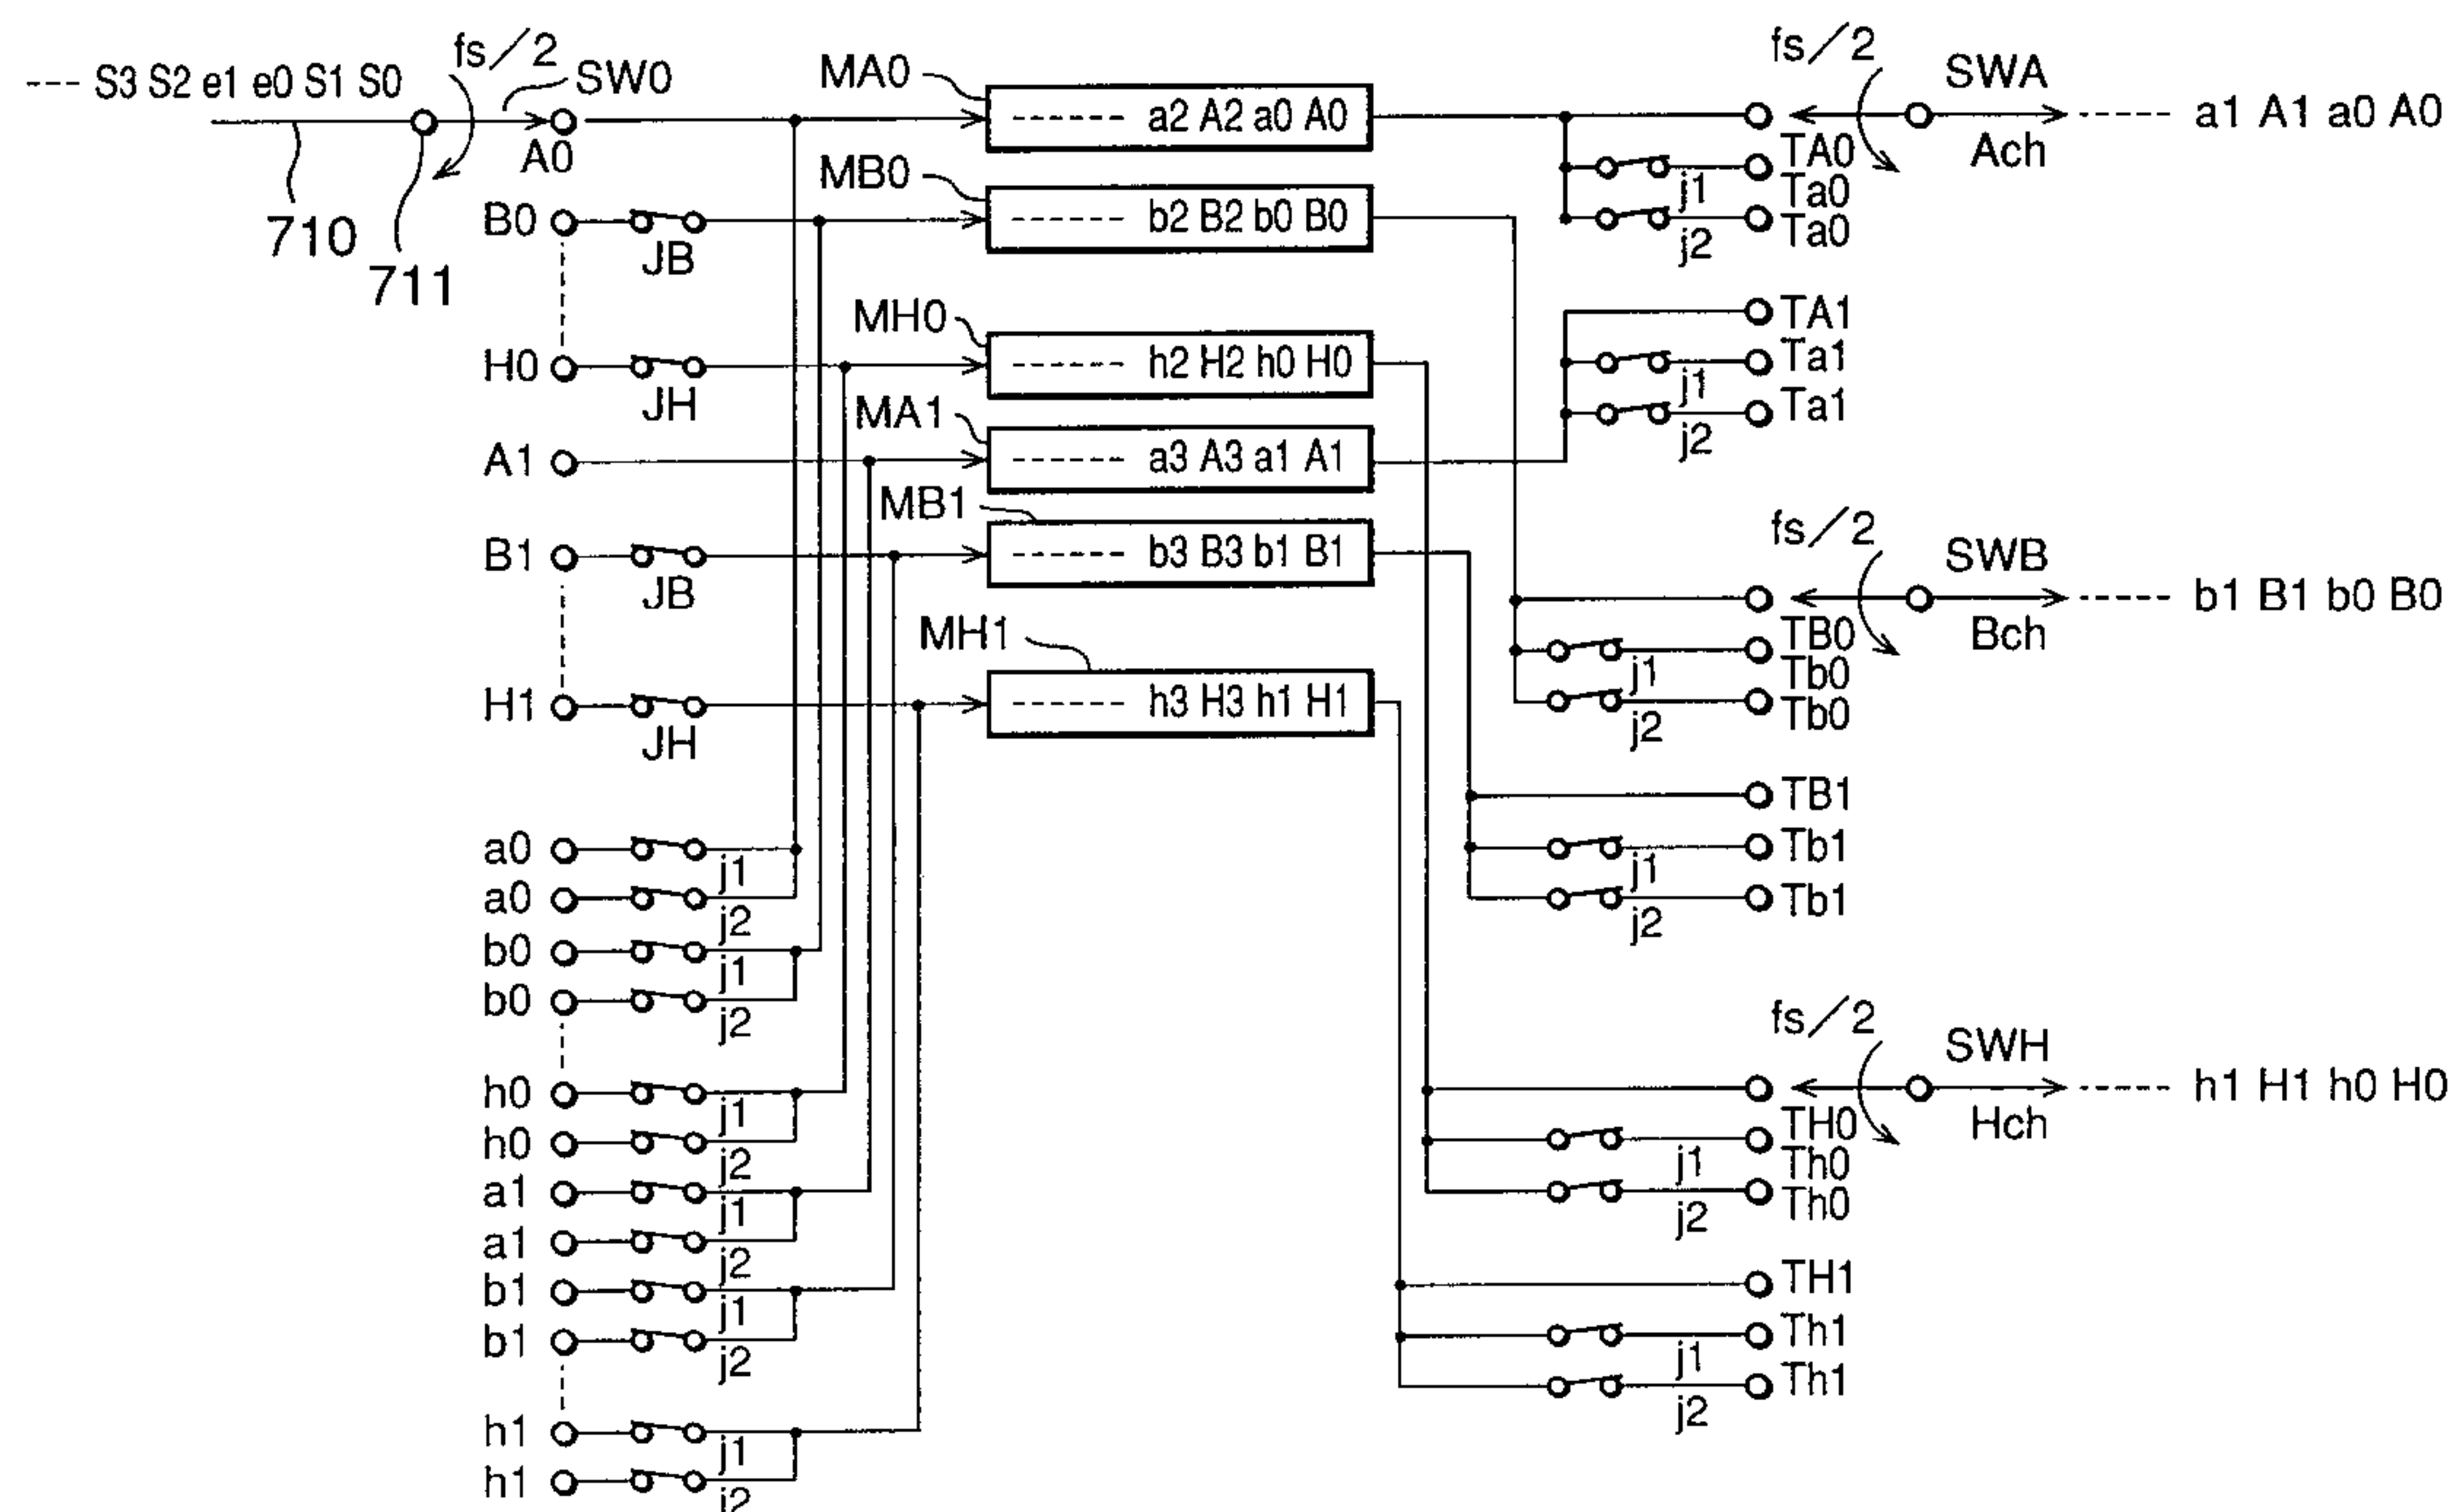 --- S3 S2 e1 e0 S1 S0
fs/2
SW0
A0
710
711
B0
JB
H0
JH
A1
B1
JB
H1
JH
a0
j1
a0
j2
b0
j1
b0
j2
h0
j1
h0
j2
a1
j1
a1
j2
b1
j1
b1
j2
h1
j1
h1
j2
MA0
------ a2 A2 a0 A0
MB0
------ b2 B2 b0 B0
MH0
------ h2 H2 h0 H0
MA1
------ a3 A3 a1 A1
MB1
------ b3 B3 b1 B1
MH1
------ h3 H3 h1 H1
fs/2
SWA
Ach
----- a1 A1 a0 A0
TA0
j1
Ta0
j2
Ta0
TA1
j1
Ta1
j2
Ta1
fs/2
SWB
Bch
----- b1 B1 b0 B0
TB0
j1
Tb0
j2
Tb0
TB1
j1
Tb1
j2
Tb1
fs/2
SWH
Hch
----- h1 H1 h0 H0
TH0
j1
Th0
j2
Th0
TH1
j1
Th1
j2
Th1